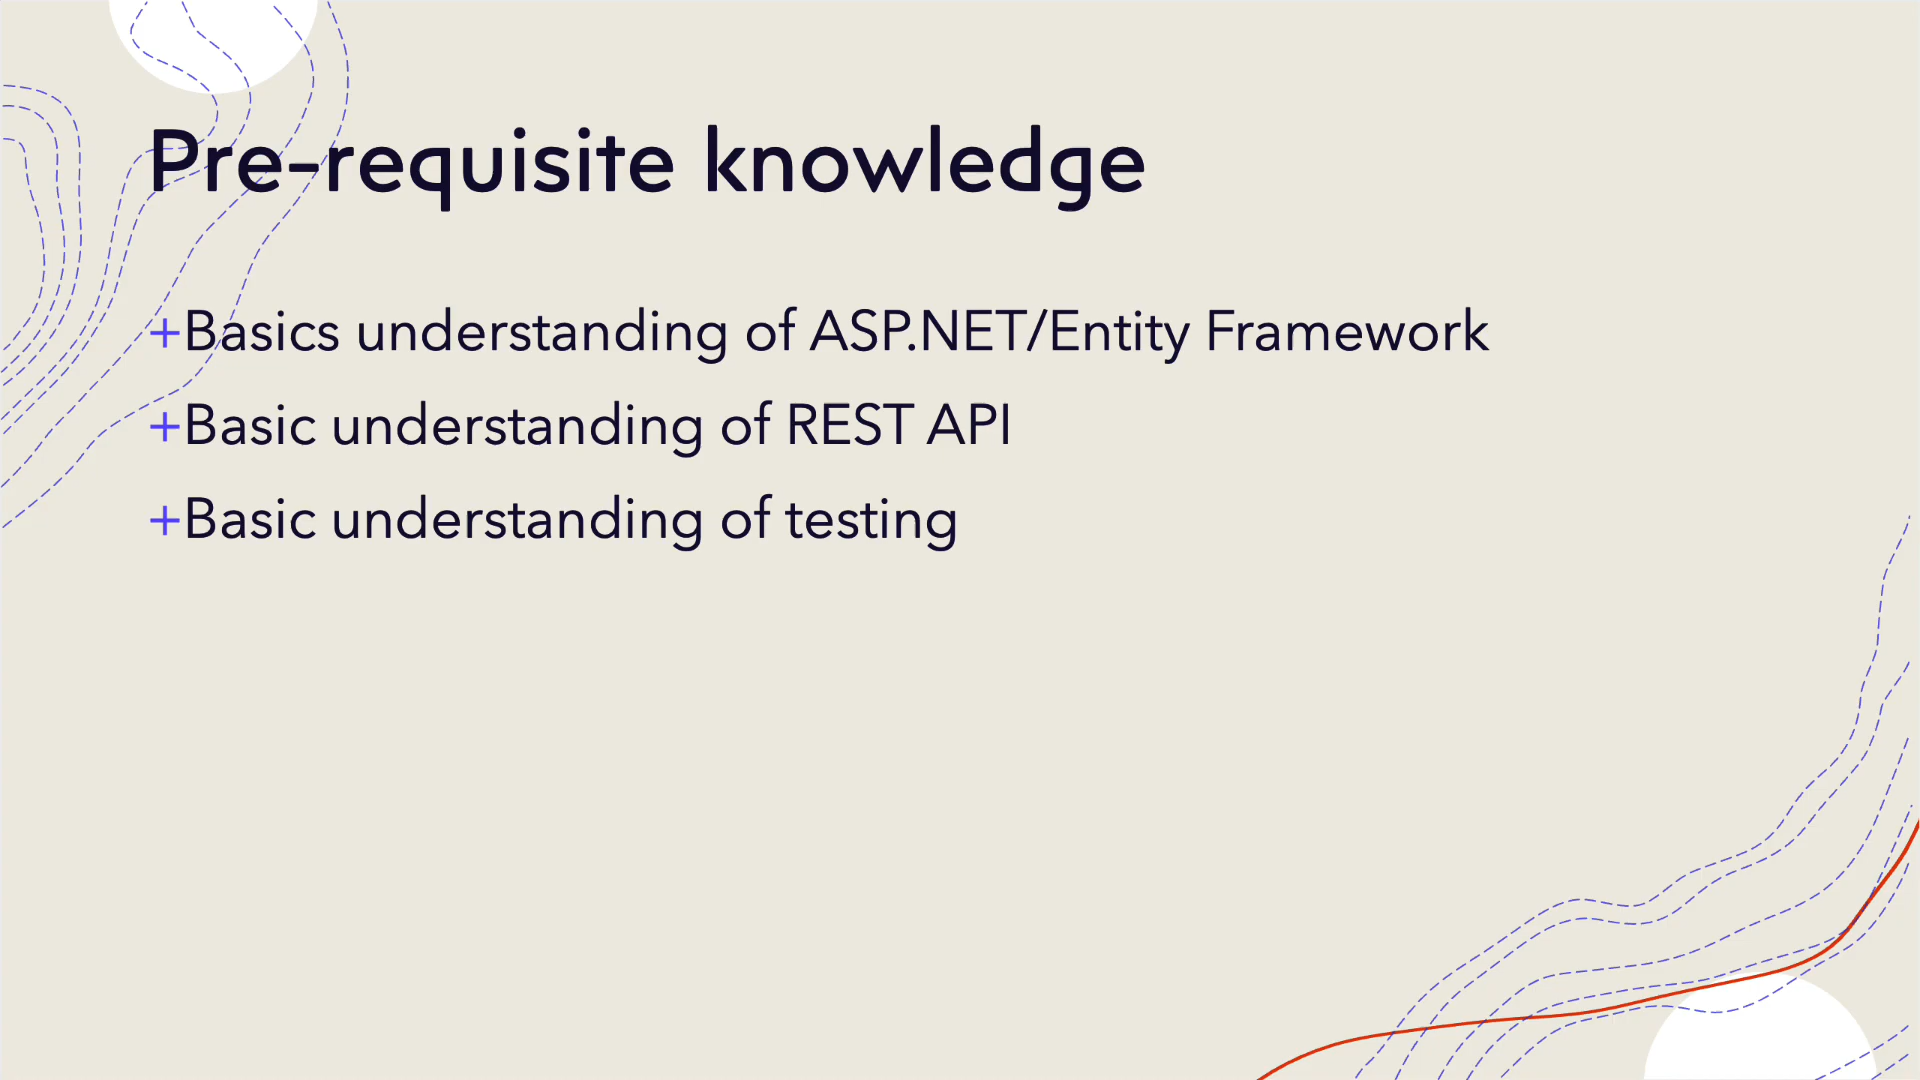 Pre-requisite knowledge
+Basics understanding of ASP.NET/Entity Framework
+Basic understanding of REST API
+Basic understanding of testing